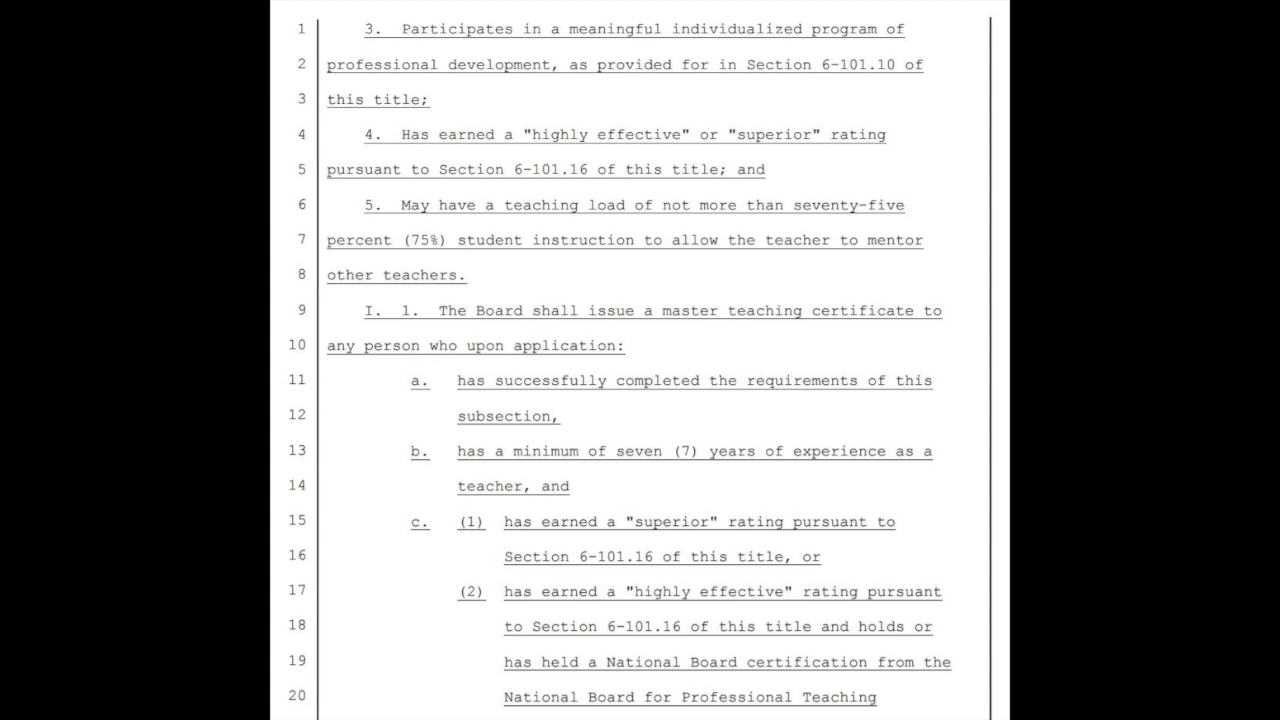 1 3. Participates in a meaningful individualized program of
2 professional development, as provided for in Section 6-101.10 of
3 this title;
4 4. Has earned a "highly effective" or "superior" rating
5 pursuant to Section 6-101.16 of this title; and
6 5. May have a teaching load of not more than seventy-five
7 percent (75%) student instruction to allow the teacher to mentor
8 other teachers.
9 I. 1. The Board shall issue a master teaching certificate to
10 any person who upon application:
11 a. has successfully completed the requirements of this
12 subsection,
13 b. has a minimum of seven (7) years of experience as a
14 teacher, and
15 c. (1) has earned a "superior" rating pursuant to
16 Section 6-101.16 of this title, or
17 (2) has earned a "highly effective" rating pursuant
18 to Section 6-101.16 of this title and holds or
19 has held a National Board certification from the
20 National Board for Professional Teaching